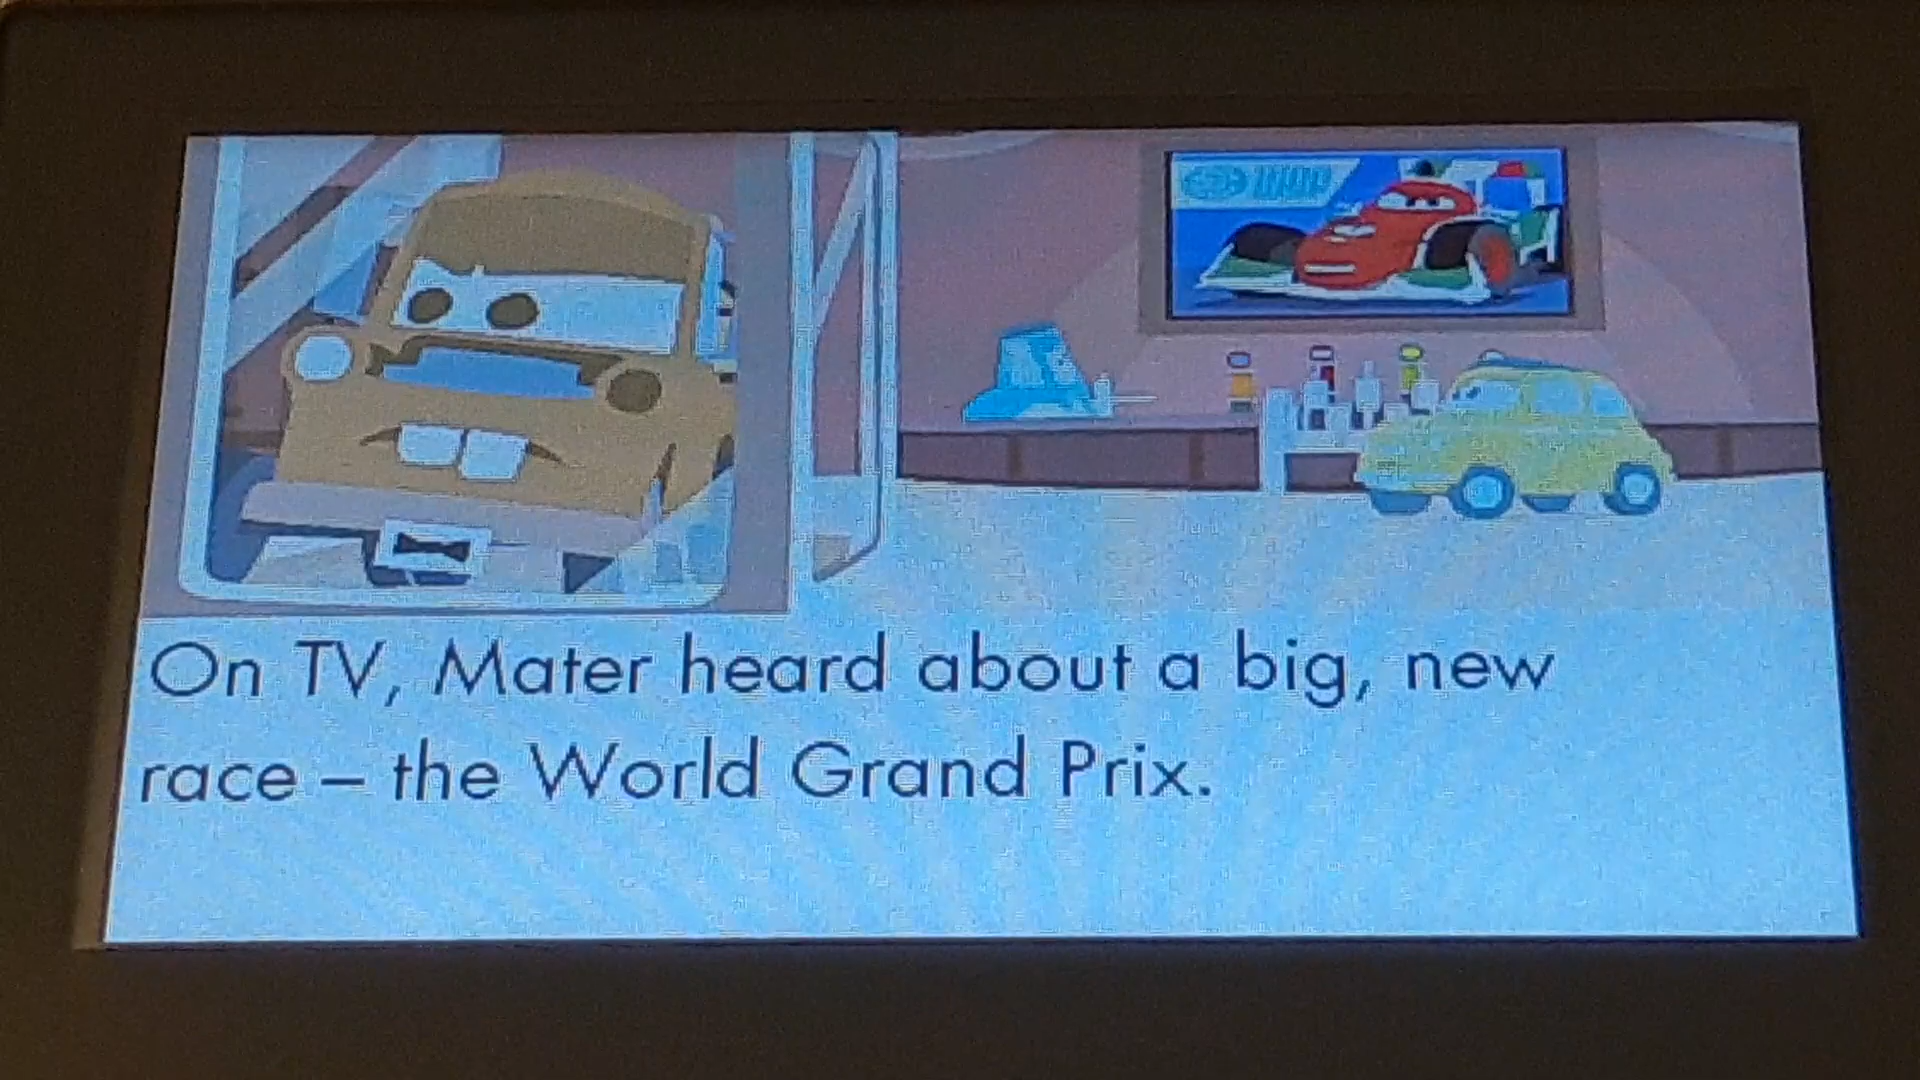 On TV, Mater heard about a big, new
race – the World Grand Prix.